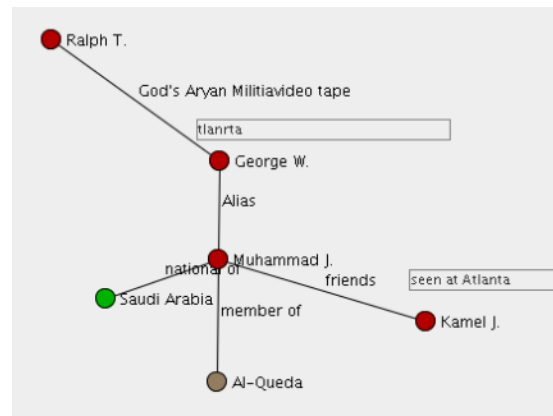 Ralph T.
God's Aryan Militiavideo tape
tlanrta
George W.
Alias
Muhammad J.
national of
friends
seen at Atlanta
Saudi Arabia
member of
Kamel J.
Al-Queda